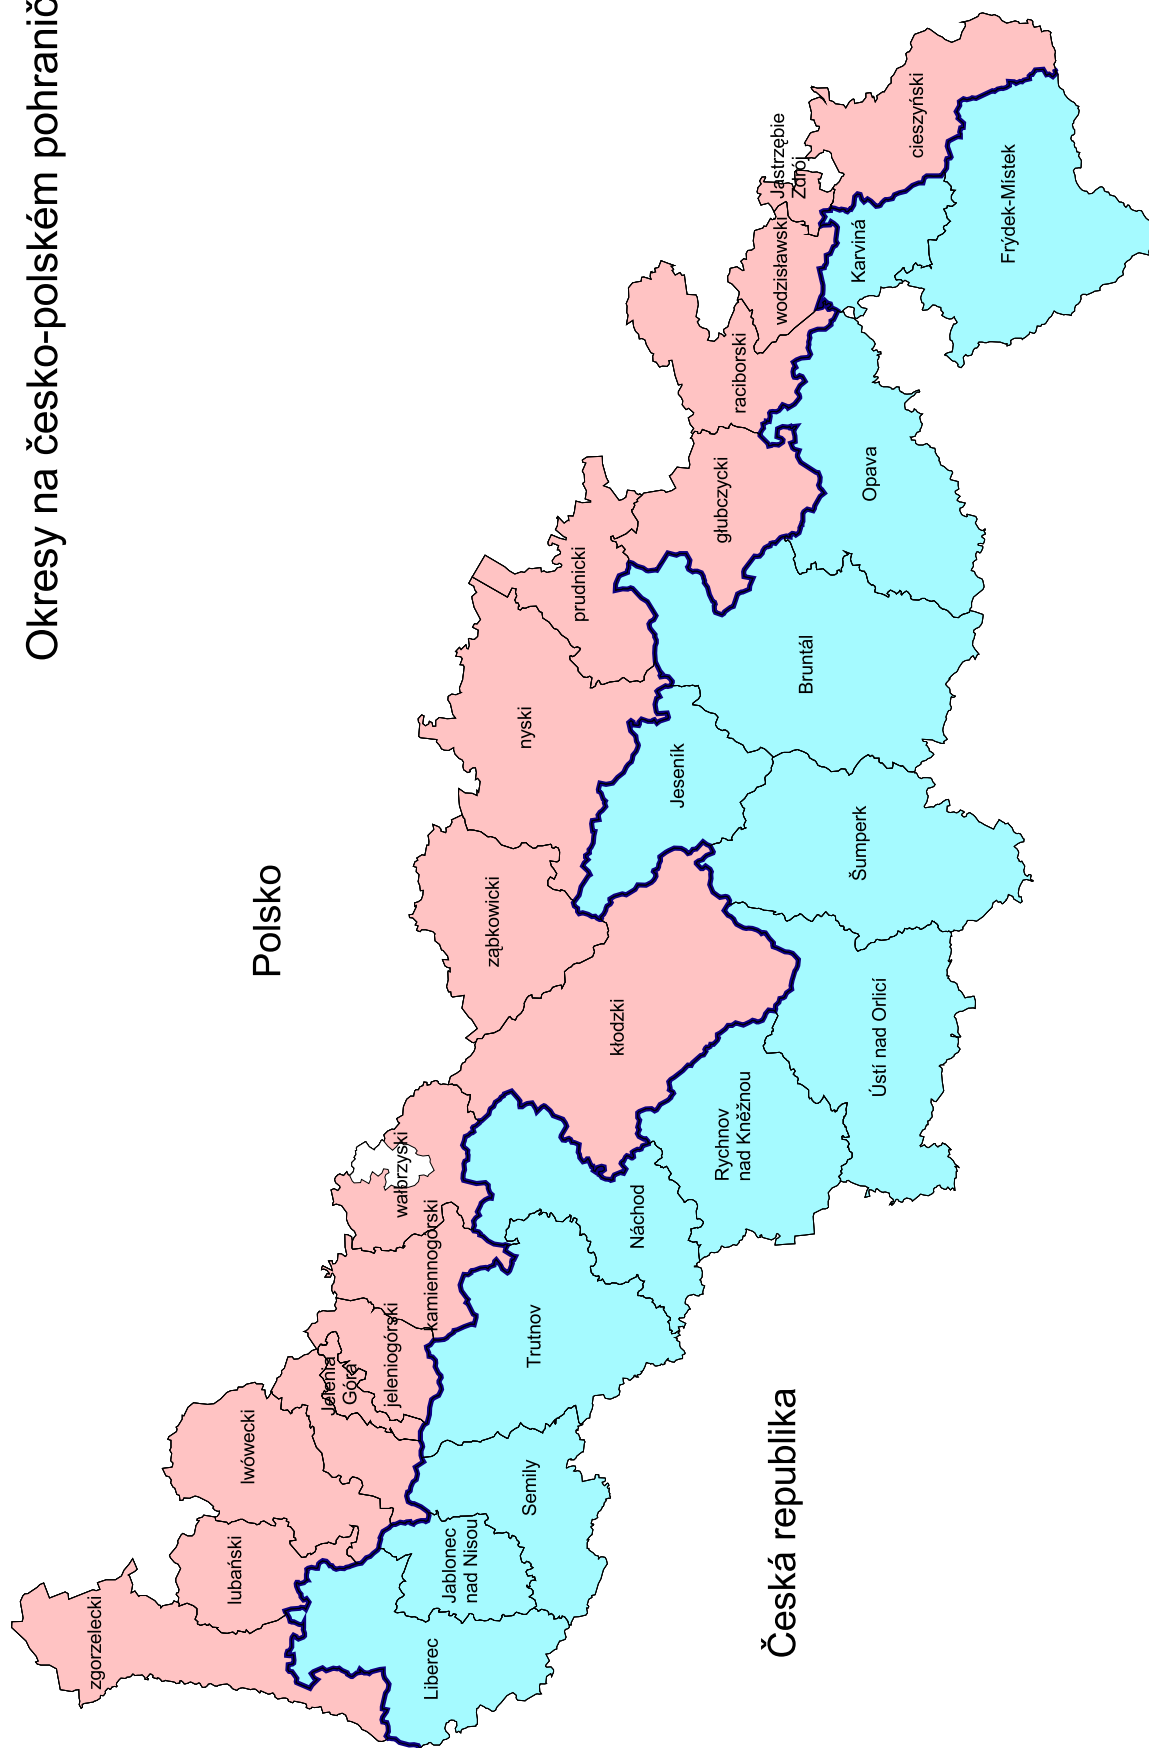 Okresy na česko-polském pohranič
Polsko
Česká republika
zgorzelecki
lubański
lwówecki
Jelenia
Góra
jeleniogórski
kamiennogórski
wałbrzyski
kłodzki
ząbkowicki
nyski
prudnicki
głubczycki
raciborski
wodzisławski
Jastrzębie
Zdrój
cieszyński
Liberec
Jablonec
nad Nisou
Semily
Trutnov
Náchod
Rychnov
nad Kněžnou
Ústí nad Orlicí
Šumperk
Jeseník
Bruntál
Opava
Karviná
Frýdek-Místek